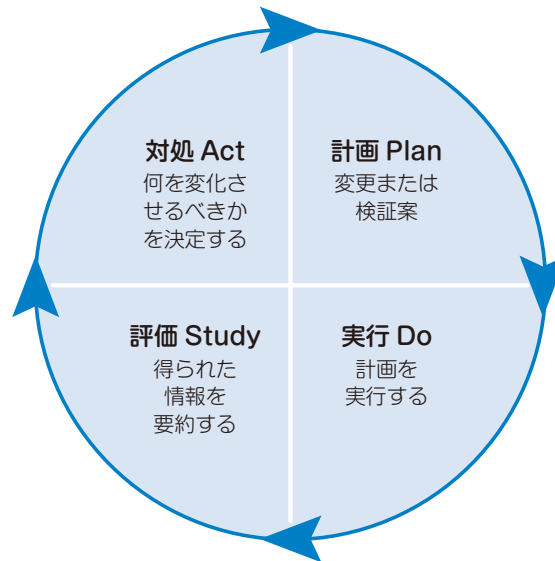 対処 Act
何を変化さ
せるべきか
を決定する
計画 Plan
変更または
検証案
評価 Study
得られた
情報を
要約する
実行 Do
計画を
実行する